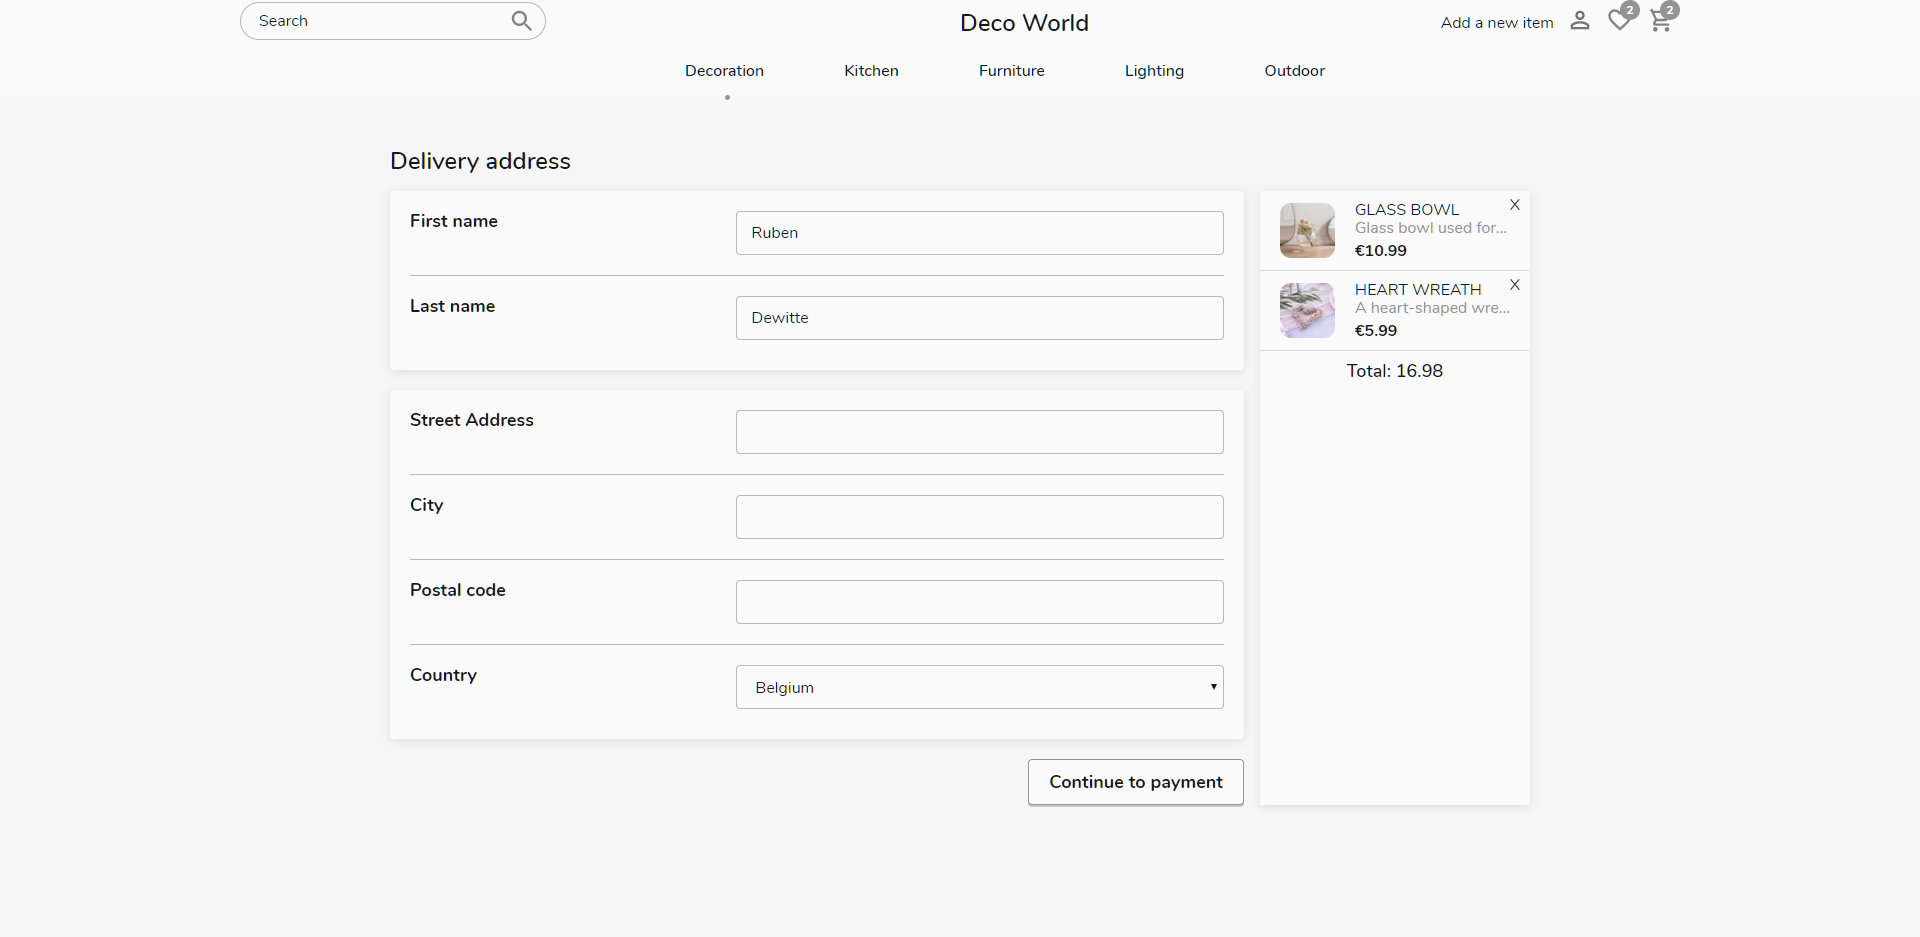 Search
Deco World
Add a new item
2
2
Decoration
Kitchen
Furniture
Lighting
Outdoor
Delivery address
First name
Ruben
Last name
Dewitte
Street Address
City
Postal code
Country
Belgium
Continue to payment
GLASS BOWL
X
Glass bowl used for...
€10.99
HEART WREATH
X
A heart-shaped wre...
€5.99
Total: 16.98